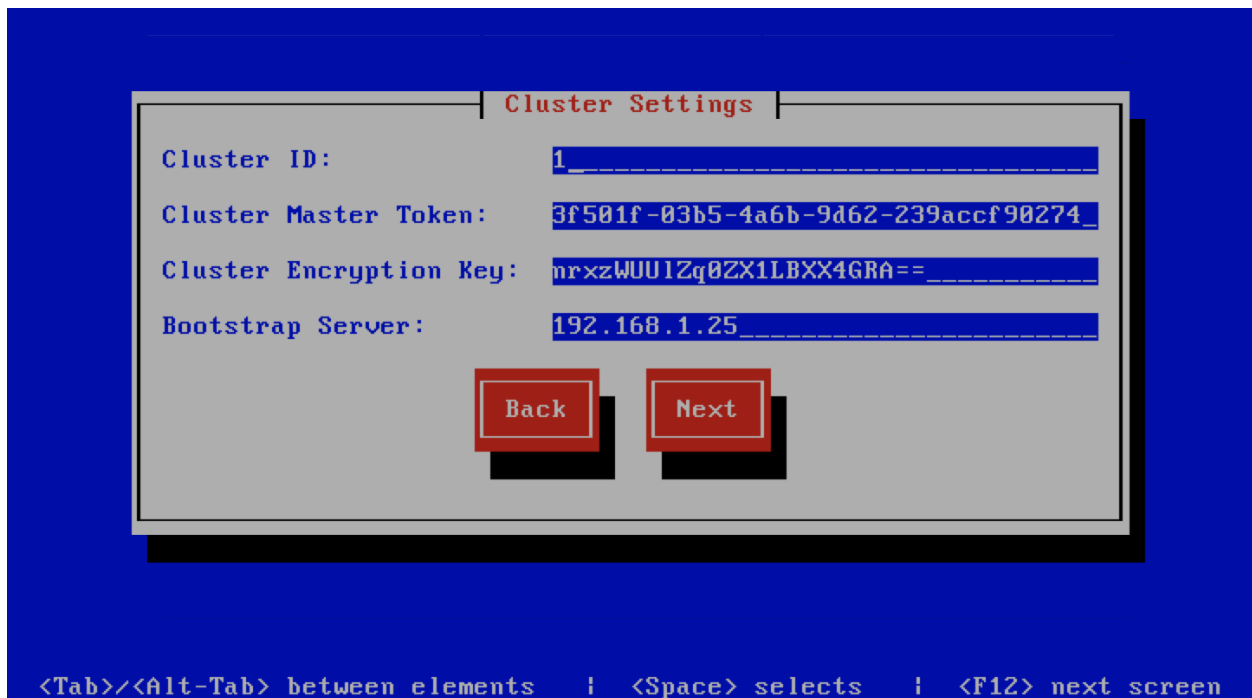 Cluster Settings
Cluster ID: 1
Cluster Master Token: 3f501f-03b5-4a6b-9d62-239accf90274
Cluster Encryption Key: nrxzWUUlZq0ZX1LBXX4GRA==
Bootstrap Server: 192.168.1.25
Back Next
<Tab>/<Alt-Tab> between elements | <Space> selects | <F12> next screen